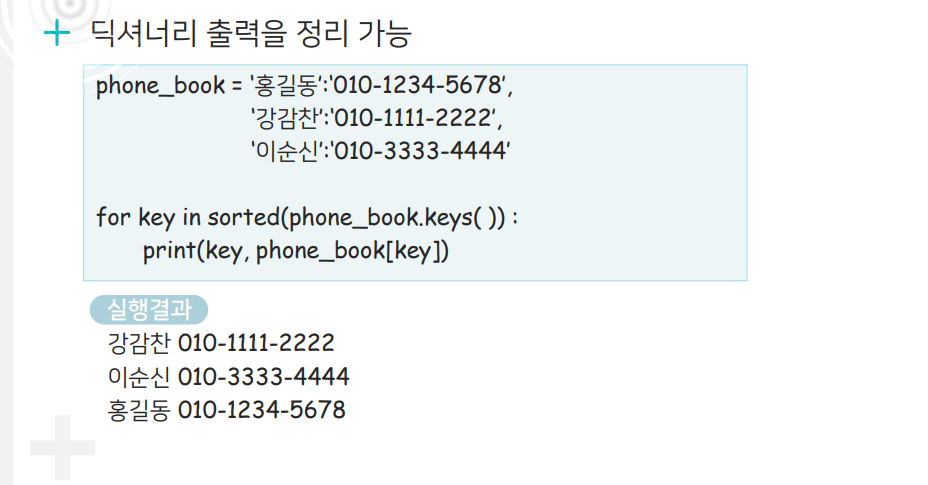 딕셔너리 출력을 정리 가능
phone_book = ‘홍길동’:‘010-1234-5678’,
‘강감찬’:‘010-1111-2222’,
‘이순신’:‘010-3333-4444’
for key in sorted(phone_book.keys( )) :
print(key, phone_book[key])
실행결과
강감찬 010-1111-2222
이순신 010-3333-4444
홍길동 010-1234-5678